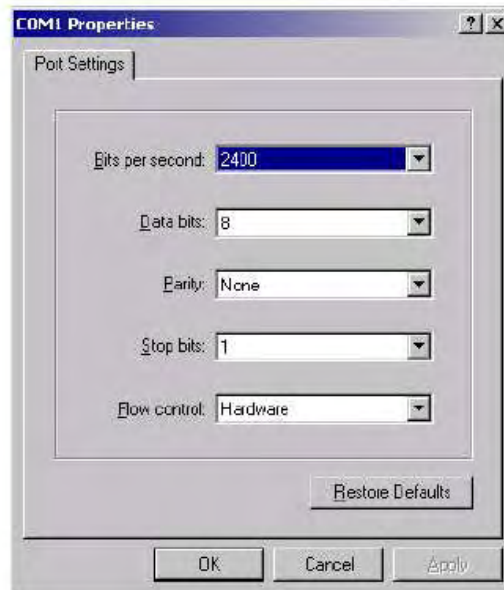 COM1 Properties
Port Settings
Bits per second: 2400
Data bits: 8
Parity: None
Stop bits: 1
Flow control: Hardware
Restore Defaults
OK Cancel Apply